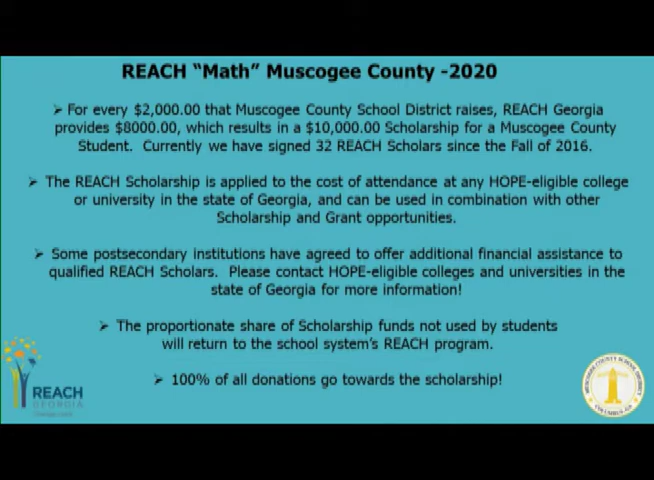 REACH “Math” Muscogee County -2020
➢ For every $2,000.00 that Muscogee County School District raises, REACH Georgia
provides $8000.00, which results in a $10,000.00 Scholarship for a Muscogee County
Student. Currently we have signed 32 REACH Scholars since the Fall of 2016.
➢ The REACH Scholarship is applied to the cost of attendance at any HOPE-eligible college
or university in the state of Georgia, and can be used in combination with other
Scholarship and Grant opportunities.
➢ Some postsecondary institutions have agreed to offer additional financial assistance to
qualified REACH Scholars. Please contact HOPE-eligible colleges and universities in the
state of Georgia for more information!
➢ The proportionate share of Scholarship funds not used by students
will return to the school system’s REACH program.
➢ 100% of all donations go towards the scholarship!
REACH
GEORGIA
MUSCOGEE COUNTY SCHOOL DISTRICT
COLUMBUS, GA